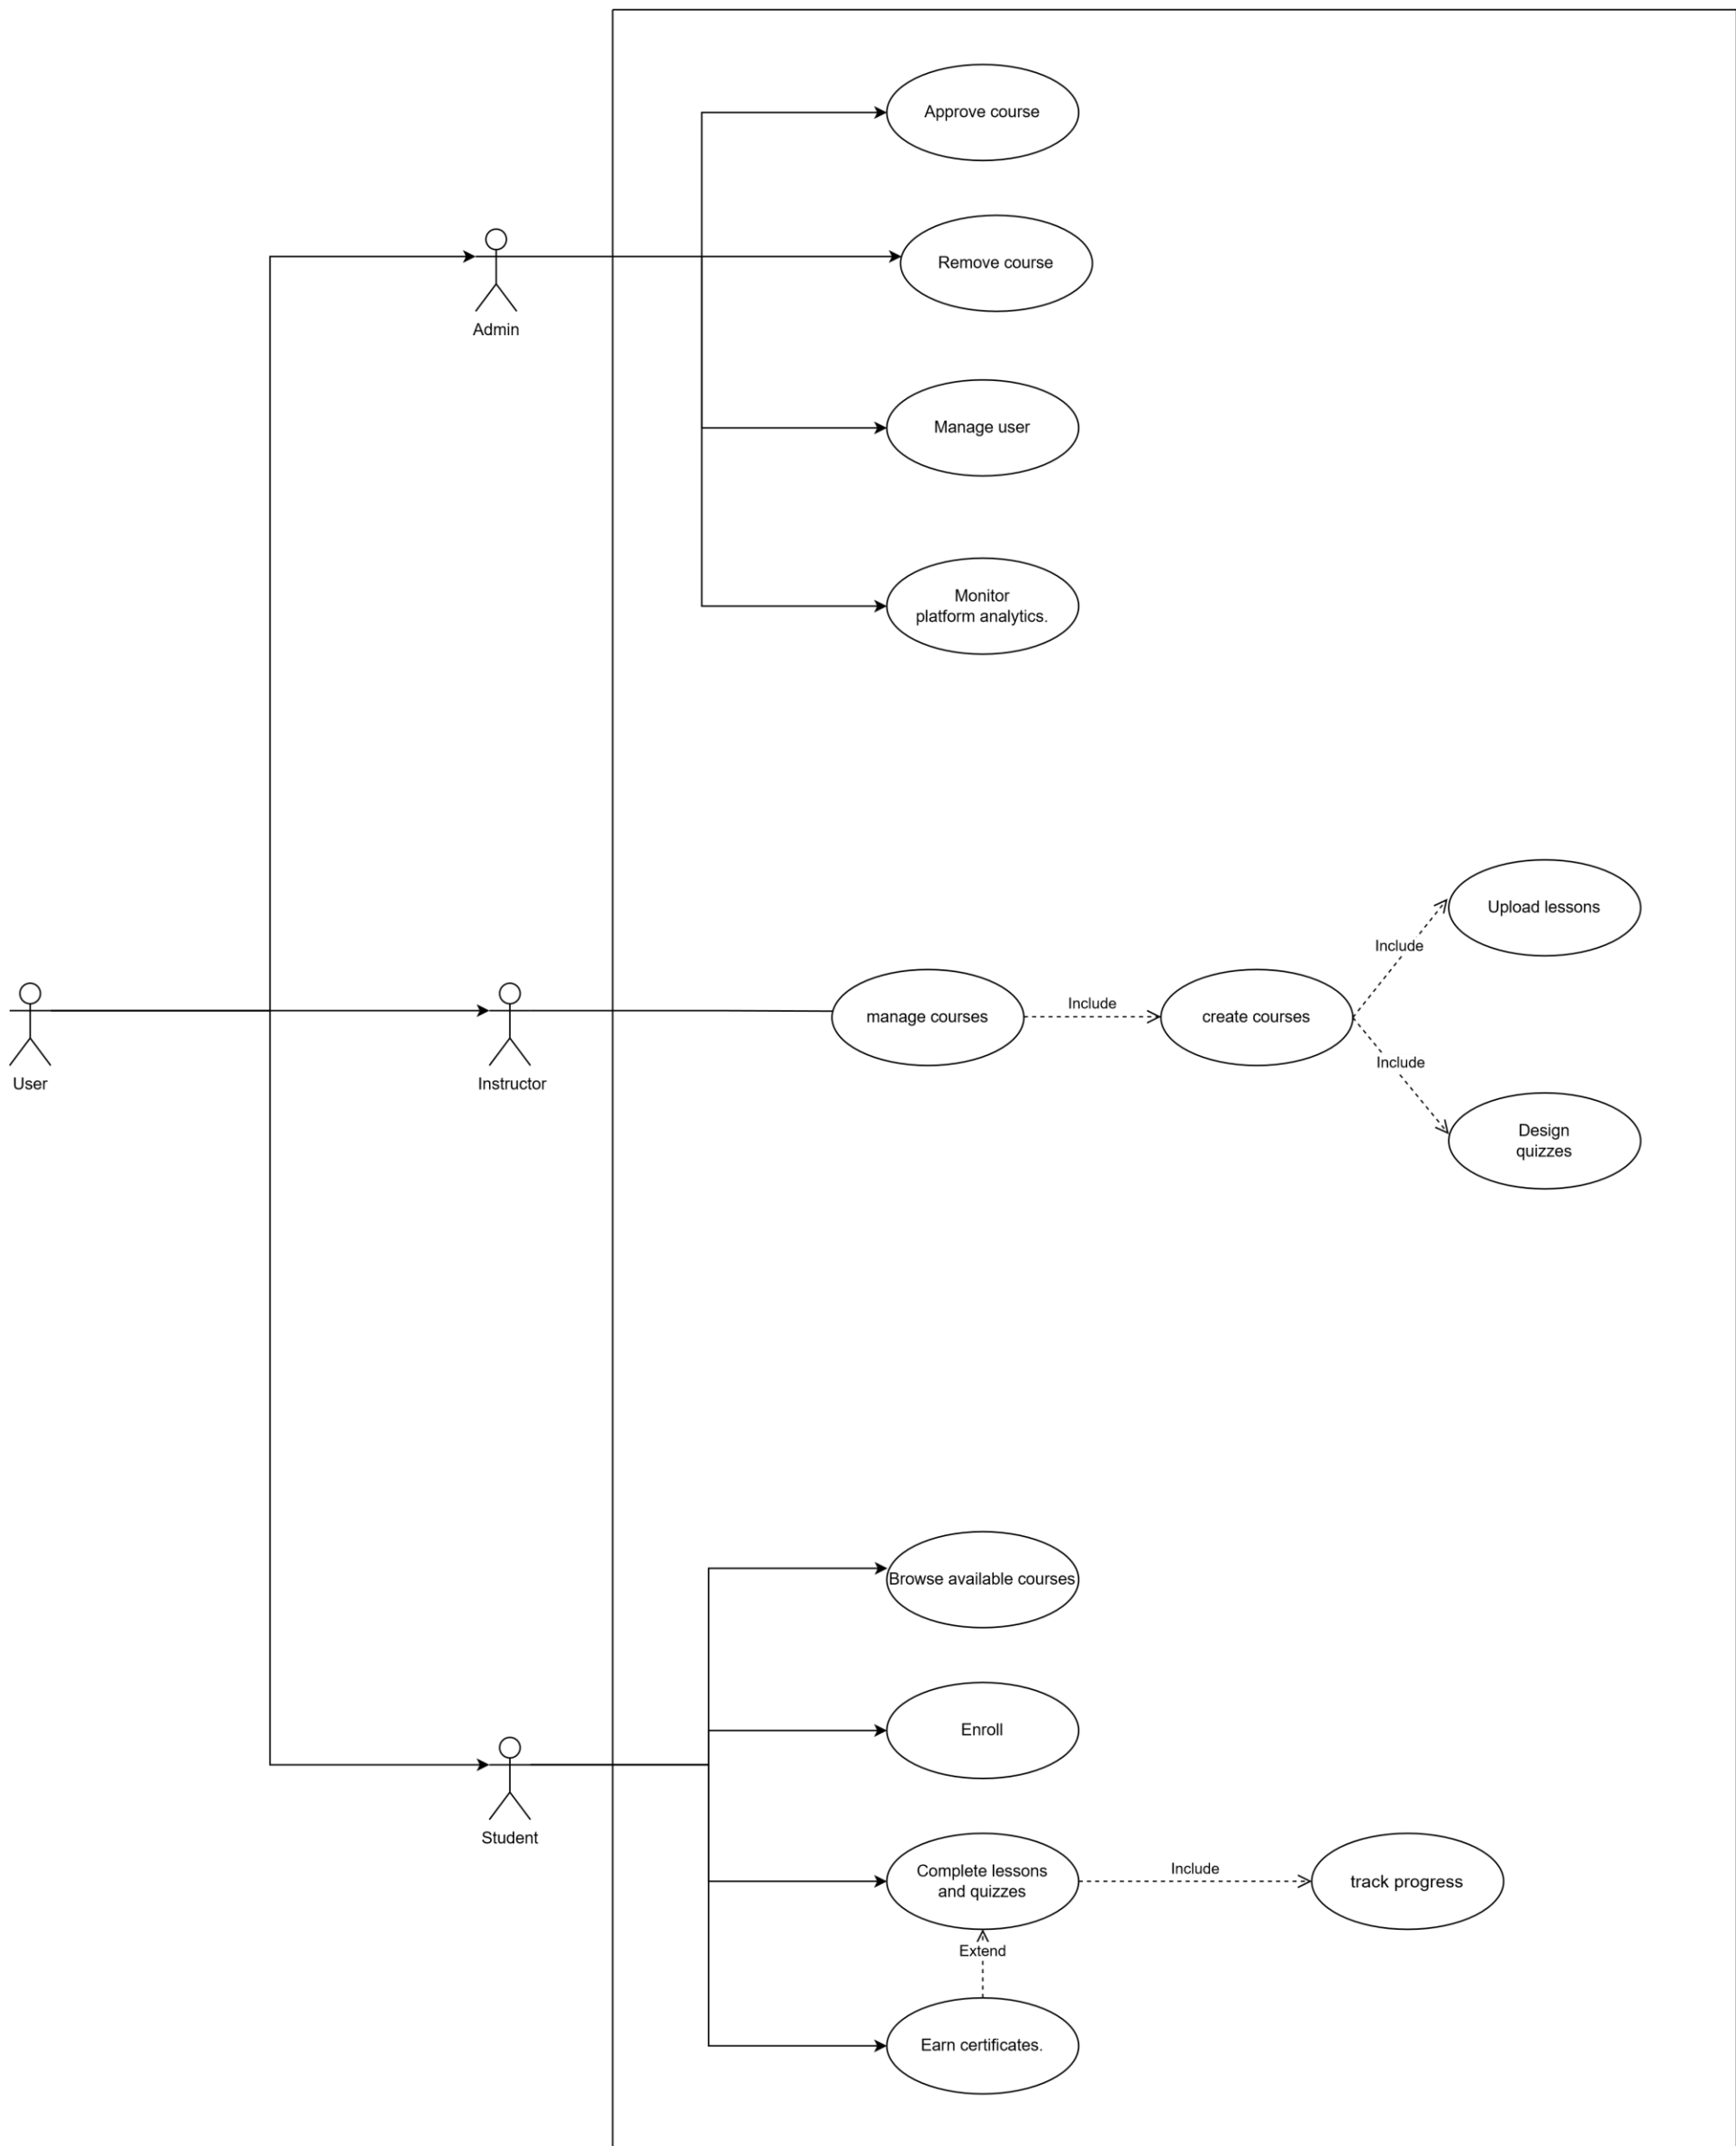 Approve course
Remove course
Admin
Manage user
Monitor
platform analytics.
Upload lessons
Include
Include
manage courses
create courses
Include
User
Instructor
Design
quizzes
Browse available courses
Enroll
Student
Complete lessons
and quizzes
Include
track progress
Extend
Earn certificates.